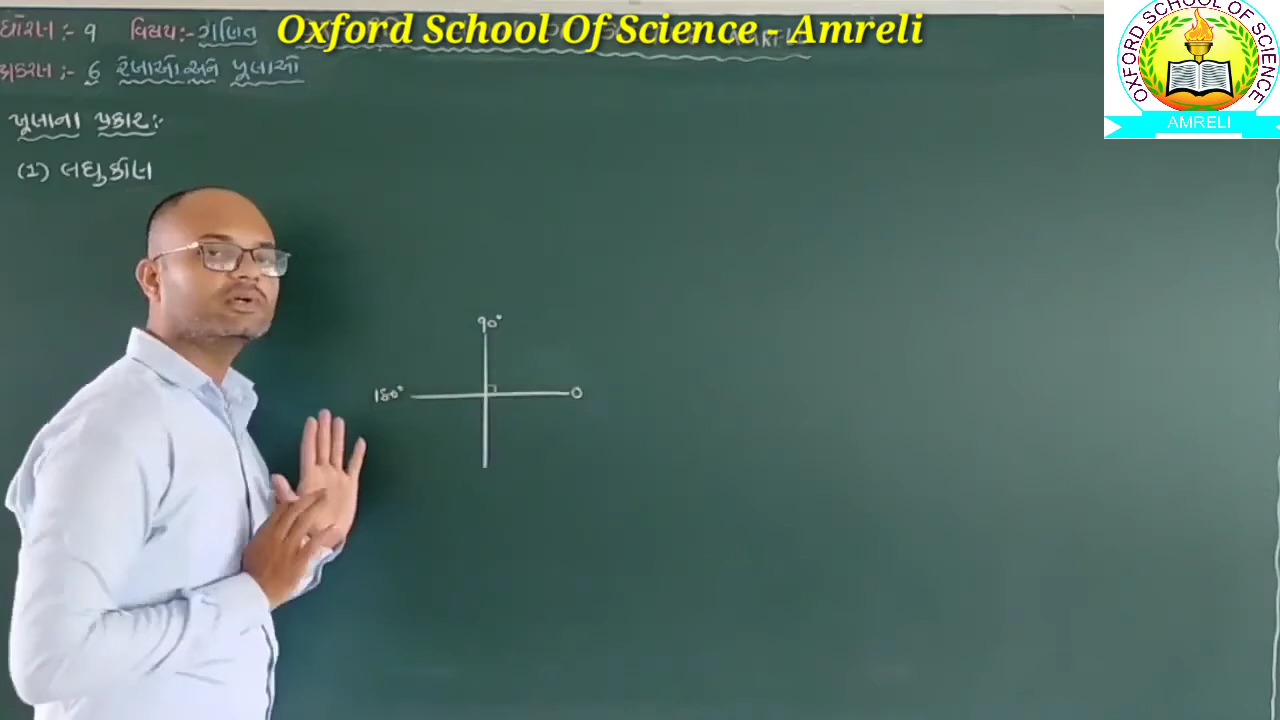 Oxford School Of Science - Amreli
OXFORD SCHOOL OF SCIENCE
AMRELI
ધોરણ :- ૧ વિષય:- ગણિત
પ્રકરણ :- 6 રેખાઓ અને ખૂણાઓ
ખૂણાના પ્રકાર:-
(1) લઘુકોણ
90°
180°
0